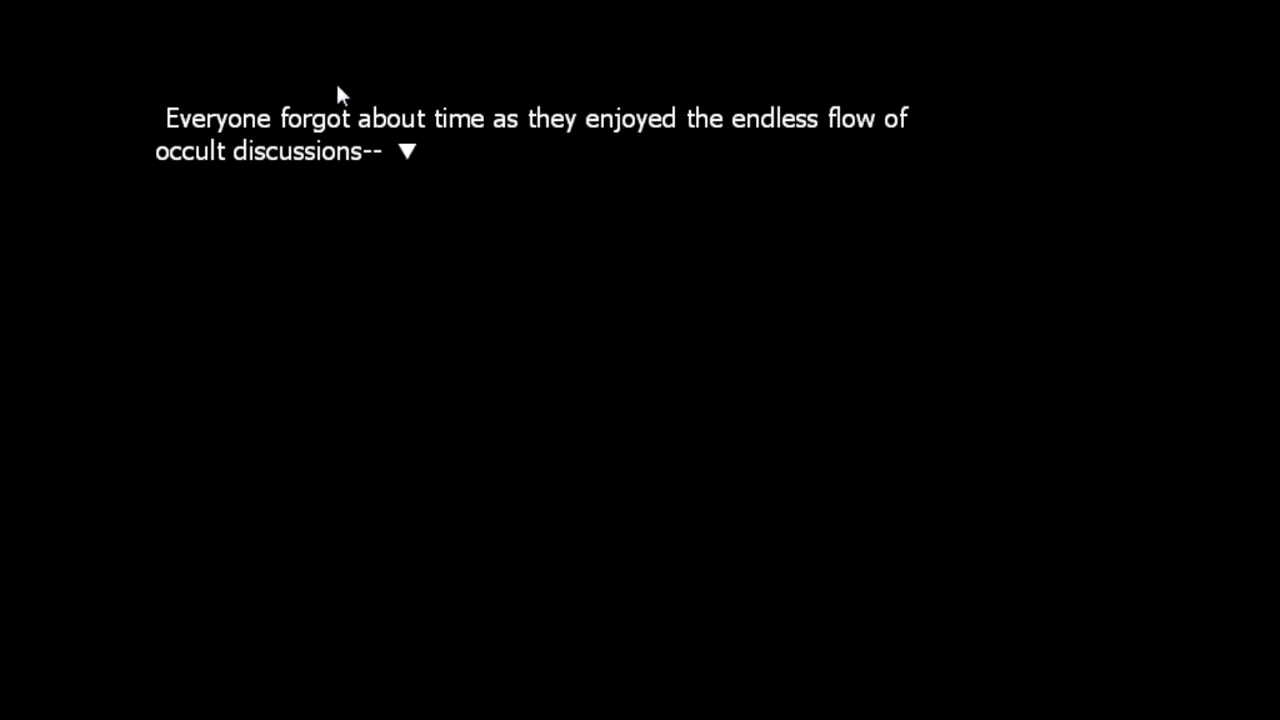 Everyone forgot about time as they enjoyed the endless flow of
occult discussions-- ▼